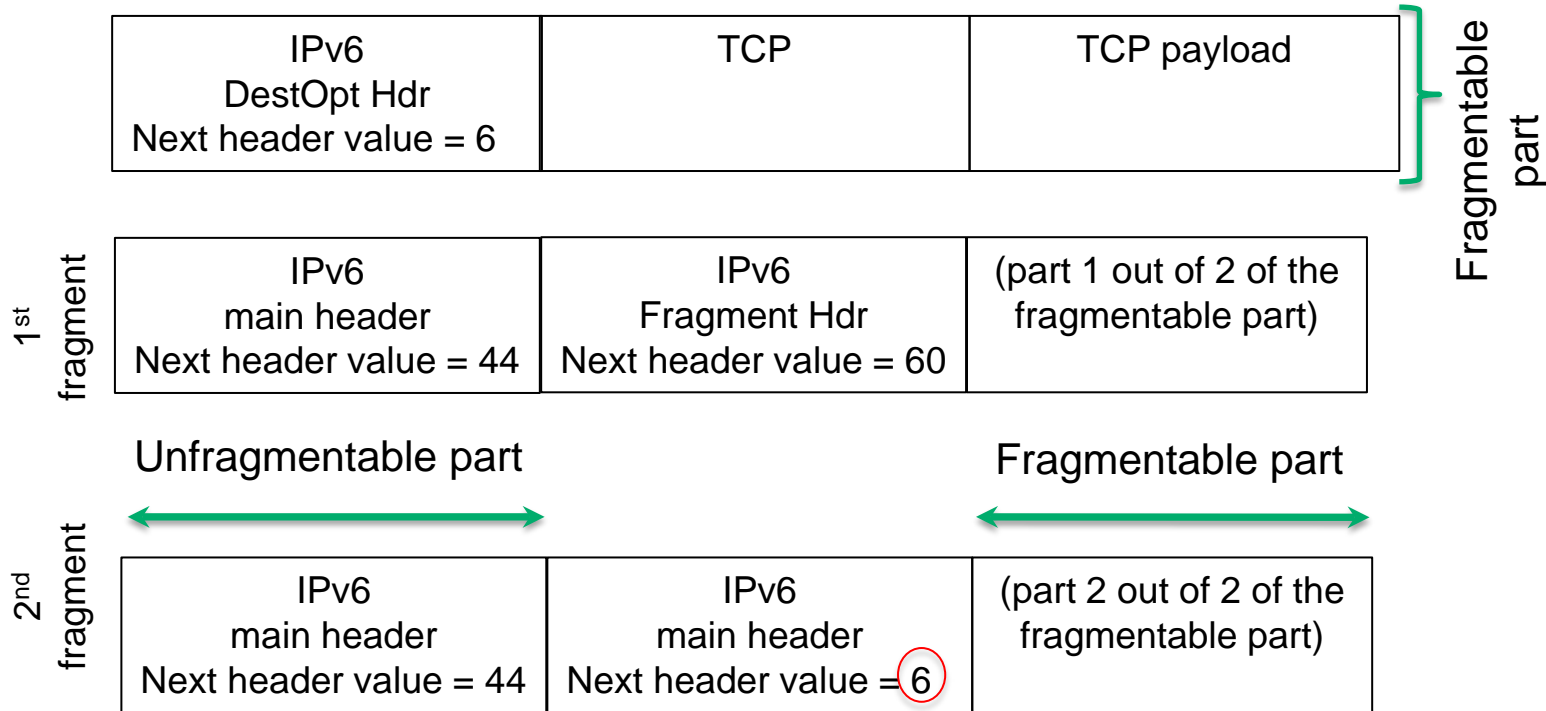 IPv6
DestOpt Hdr
Next header value = 6
TCP
TCP payload
Fragmentable
part
1st
fragment
IPv6
main header
Next header value = 44
IPv6
Fragment Hdr
Next header value = 60
(part 1 out of 2 of the
fragmentable part)
Unfragmentable part
Fragmentable part
2nd
fragment
IPv6
main header
Next header value = 44
IPv6
main header
Next header value = 6
(part 2 out of 2 of the
fragmentable part)